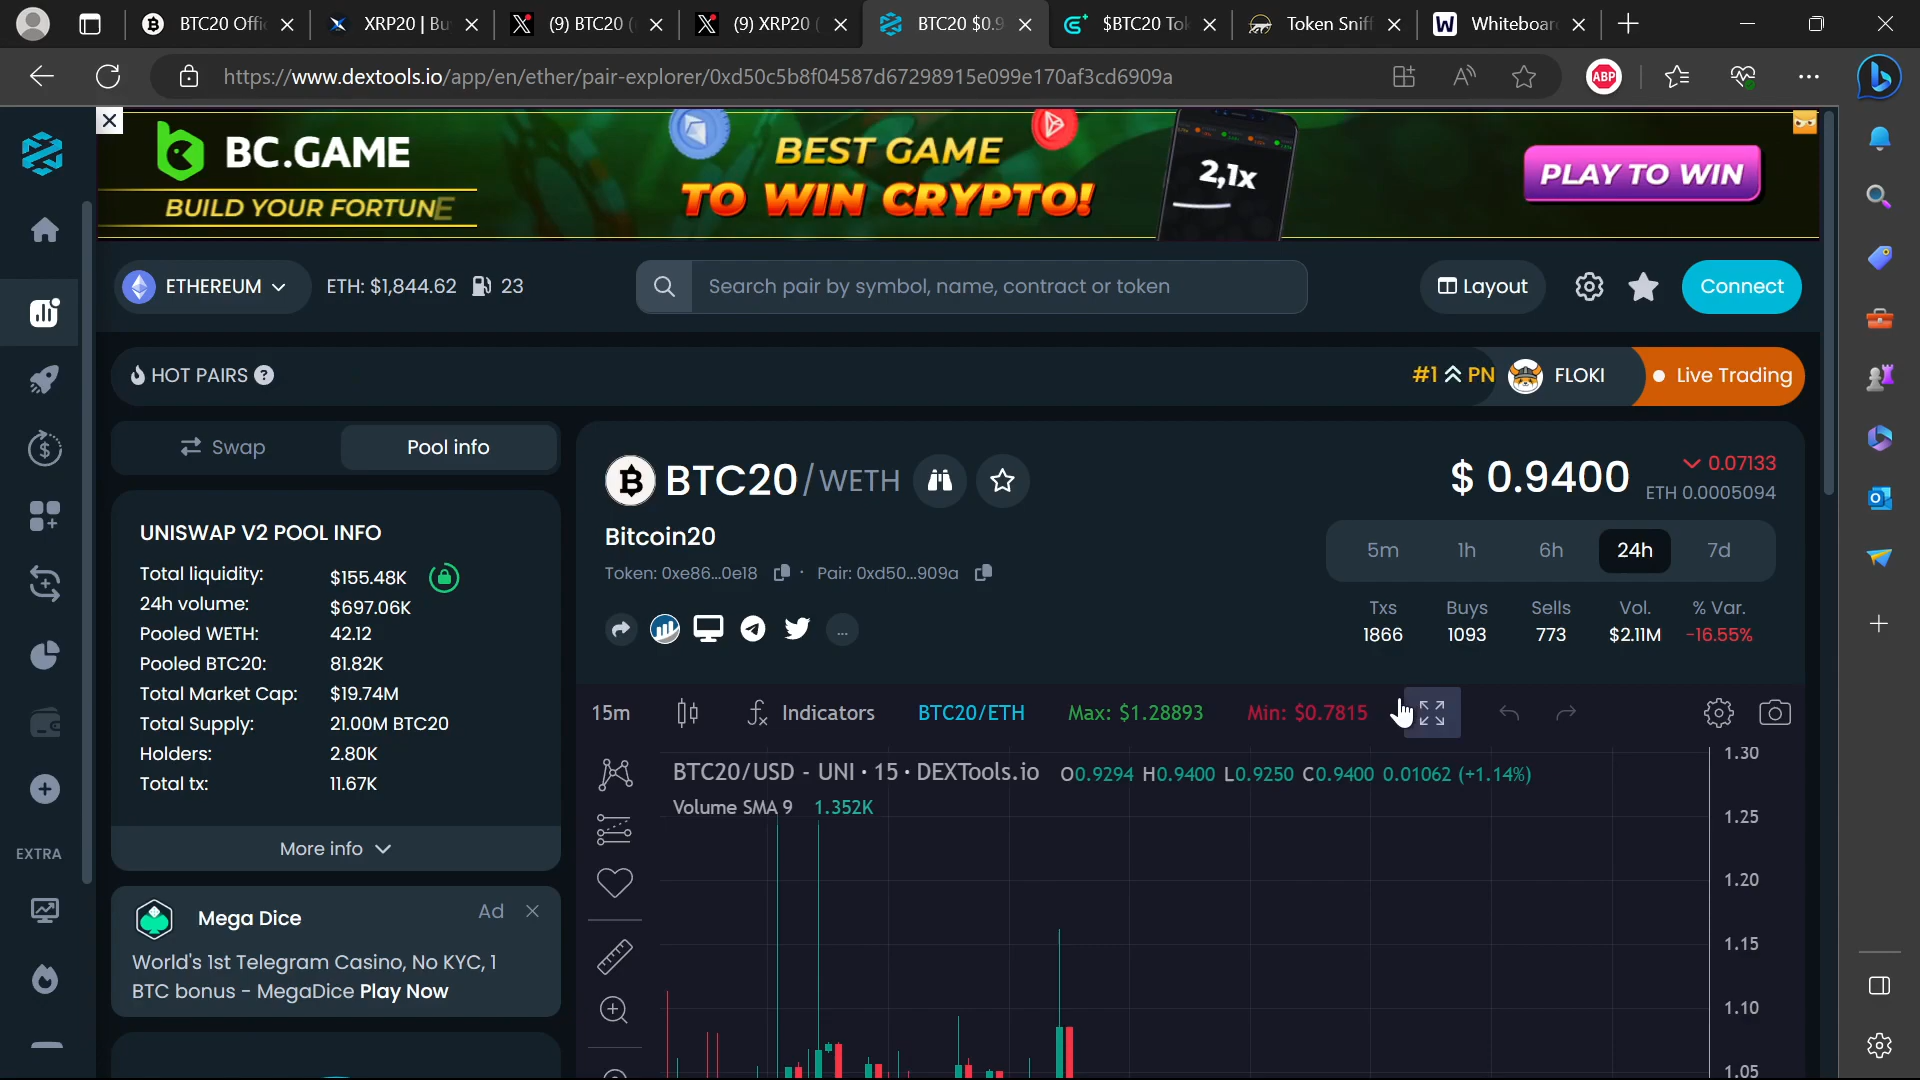 BTC20 Offi
XRP20 | Bu
(9) BTC20 (
(9) XRP20 (
BTC20 $0.9
$BTC20 Tok
Token Sniff
Whiteboar
https://www.dextools.io/app/en/ether/pair-explorer/0xd50c5b8f04587d67298915e099e170af3cd6909a
ABP
BC.GAME
BUILD YOUR FORTUNE
BEST GAME
TO WIN CRYPTO!
2,1x
PLAY TO WIN
ETHEREUM
ETH: $1,844.62
23
Search pair by symbol, name, contract or token
Layout
Connect
HOT PAIRS ?
#1 PN
FLOKI
Live Trading
Swap
Pool info
UNISWAP V2 POOL INFO
Total liquidity: $155.48K
24h volume: $697.06K
Pooled WETH: 42.12
Pooled BTC20: 81.82K
Total Market Cap: $19.74M
Total Supply: 21.00M BTC20
Holders: 2.80K
Total tx: 11.67K
More info
EXTRA
Mega Dice
Ad
World's 1st Telegram Casino, No KYC, 1
BTC bonus - MegaDice Play Now
BTC20/WETH
Bitcoin20
Token: 0xe86...0e18 · Pair: 0xd50...909a
...
$ 0.9400
0.07133
ETH 0.0005094
5m 1h 6h 24h 7d
Txs Buys Sells Vol. % Var.
1866 1093 773 $2.11M -16.55%
15m
Indicators
BTC20/ETH
Max: $1.28893
Min: $0.7815
BTC20/USD - UNI · 15 · DEXTools.io O0.9294 H0.9400 L0.9250 C0.9400 0.01062 (+1.14%)
Volume SMA 9 1.352K
1.30
1.25
1.20
1.15
1.10
1.05